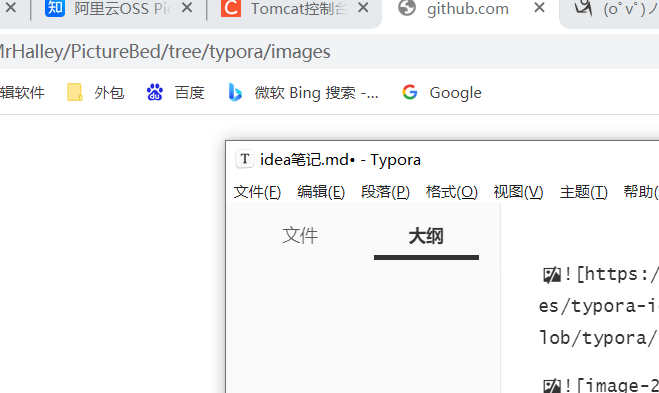 知 阿里云OSS Pic
Tomcat控制台
github.com
(oﾟvﾟ)ノ
MrHalley/PictureBed/tree/typora/images
辑软件 外包 百度 微软 Bing 搜索 -... Google
T idea笔记.md• - Typora
文件(F) 编辑(E) 段落(P) 格式(O) 视图(V) 主题(T) 帮助(
文件 大纲
![https:/
es/typora-i
lob/typora/
![image-2